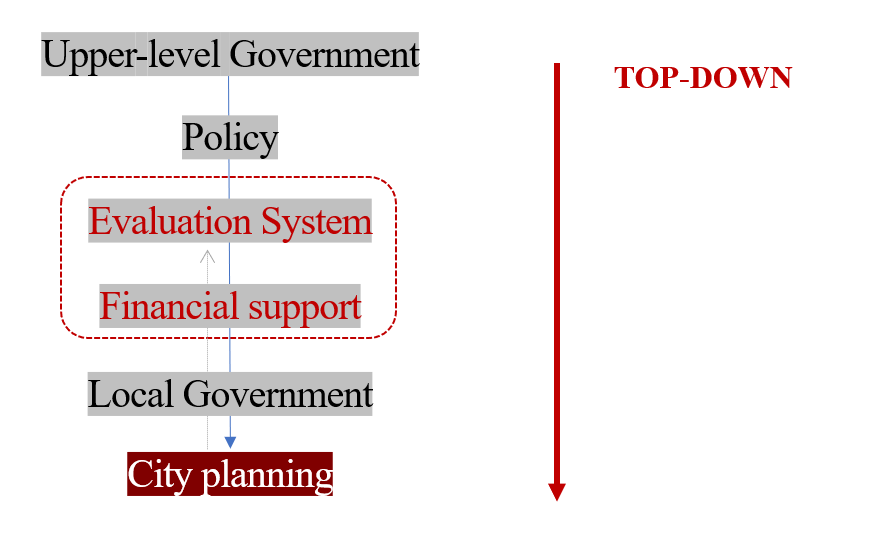 Upper-level Government
TOP-DOWN
Policy
Evaluation System
Financial support
Local Government
City planning